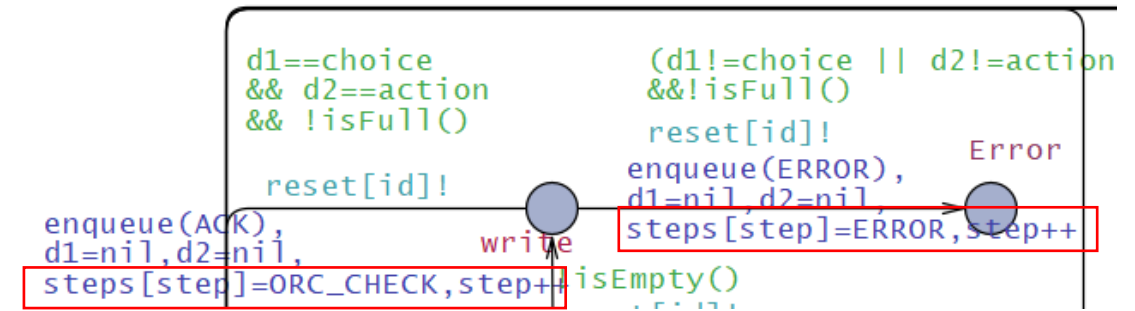 d1==choice
&& d2==action
&& !isFull()
reset[id]!
enqueue(ACK),
d1=nil,d2=nil,
steps[step]=ORC_CHECK,step++
write
(d1!=choice || d2!=action
&&!isFull()
reset[id]!
enqueue(ERROR),
d1=nil,d2=nil,
steps[step]=ERROR,step++
Error
!isEmpty()